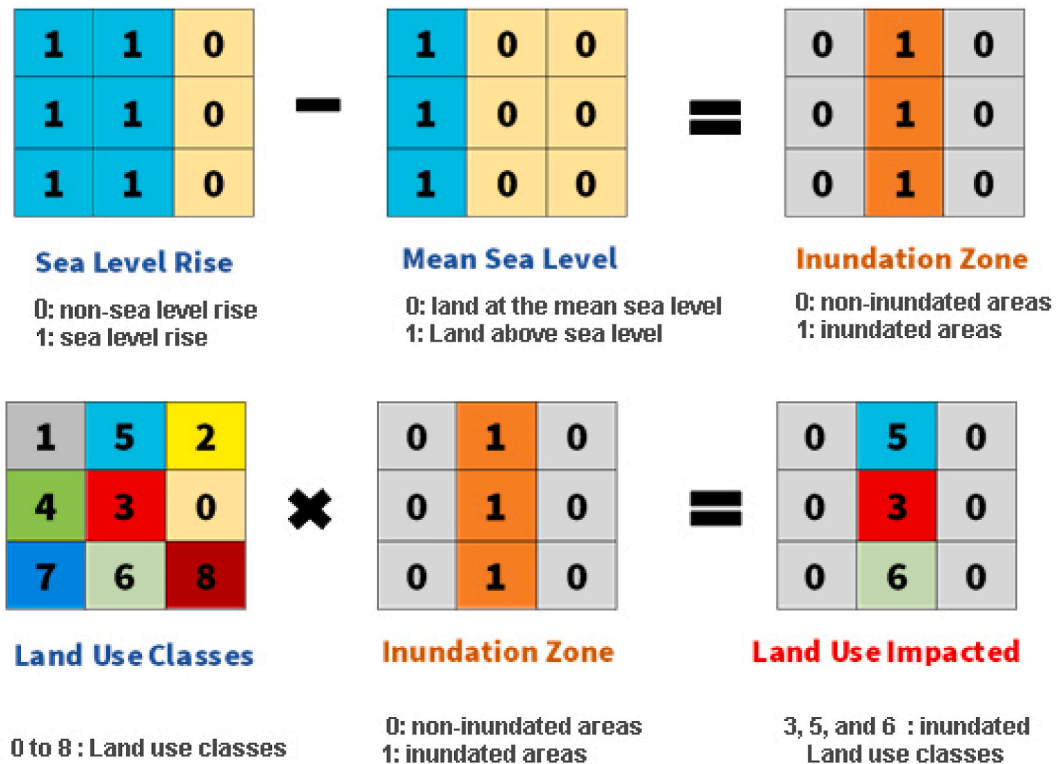 1 1 0 1 0 0 0 1 0
1 1 0 − 1 0 0 = 0 1 0
1 1 0 1 0 0 0 1 0
Sea Level Rise
0: non-sea level rise
1: sea level rise
Mean Sea Level
0: land at the mean sea level
1: Land above sea level
Inundation Zone
0: non-inundated areas
1: inundated areas
1 5 2 0 1 0 0 5 0
4 3 0 × 0 1 0 = 0 3 0
7 6 8 0 1 0 0 6 0
Land Use Classes
0 to 8 : Land use classes
Inundation Zone
0: non-inundated areas
1: inundated areas
Land Use Impacted
3, 5, and 6 : inundated
Land use classes